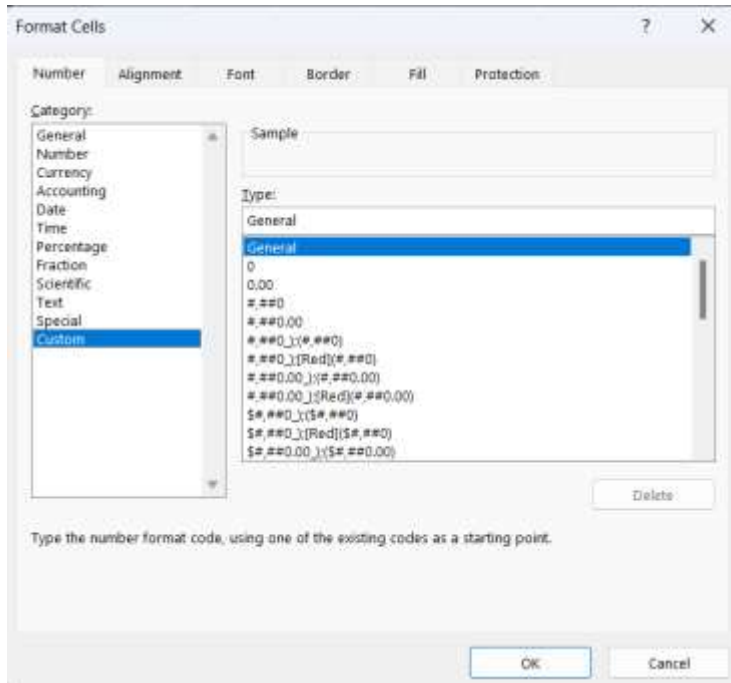 Format Cells
?
Number Alignment Font Border Fill Protection
Category:
General
Number
Currency
Accounting
Date
Time
Percentage
Fraction
Scientific
Text
Special
Custom
Sample
Type:
General
General
0
0.00
#,##0
#,##0.00
#,##0_);(#,##0)
#,##0_);[Red](#,##0)
#,##0.00_);(#,##0.00)
#,##0.00_);[Red](#,##0.00)
$#,##0_);($#,##0)
$#,##0_);[Red]($#,##0)
$#,##0.00_);($#,##0.00)
Delete
Type the number format code, using one of the existing codes as a starting point.
OK Cancel